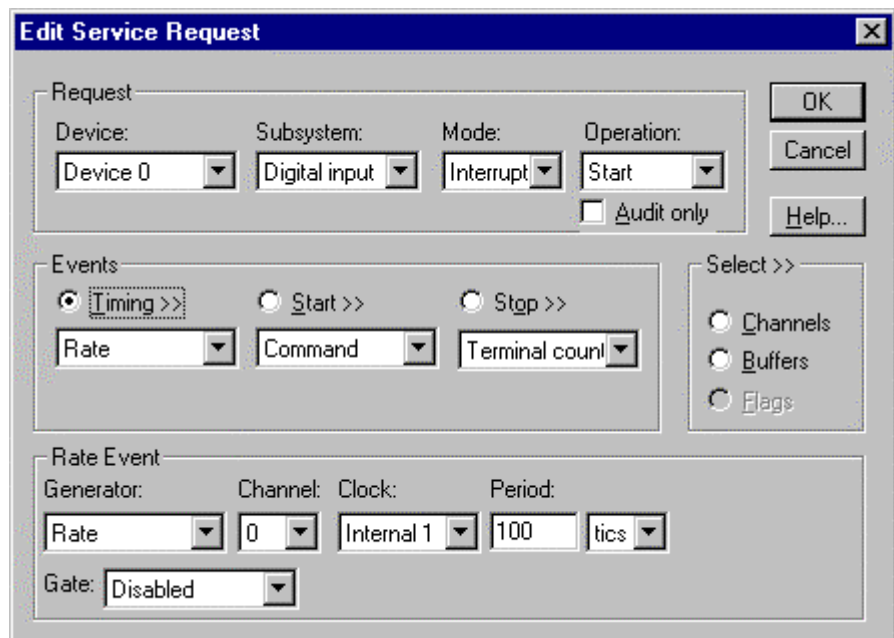 Edit Service Request
Request
OK
Device: Subsystem: Mode: Operation:
Device 0 Digital input Interrupt Start
Cancel
Audit only
Help...
Events
Select >>
Timing >> Start >> Stop >>
Rate Command Terminal count
Channels
Buffers
Flags
Rate Event
Generator: Channel: Clock: Period:
Rate 0 Internal 1 100 tics
Gate: Disabled